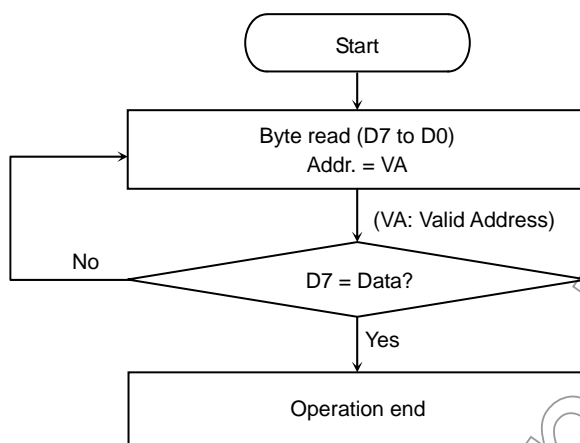 Start
Byte read (D7 to D0)
Addr. = VA
(VA: Valid Address)
No
D7 = Data?
Yes
Operation end